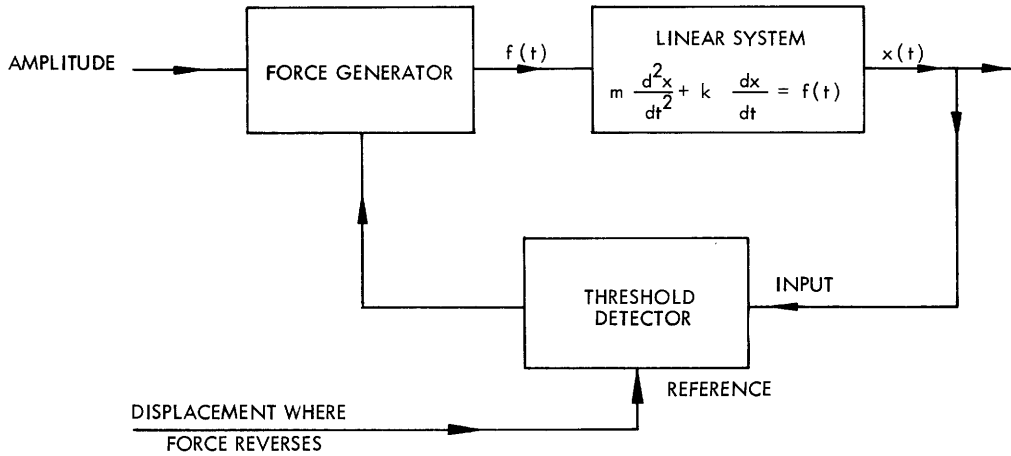 AMPLITUDE
FORCE GENERATOR
f(t)
LINEAR SYSTEM
m d²x/dt² + k dx/dt = f(t)
x(t)
THRESHOLD
DETECTOR
INPUT
REFERENCE
DISPLACEMENT WHERE
FORCE REVERSES